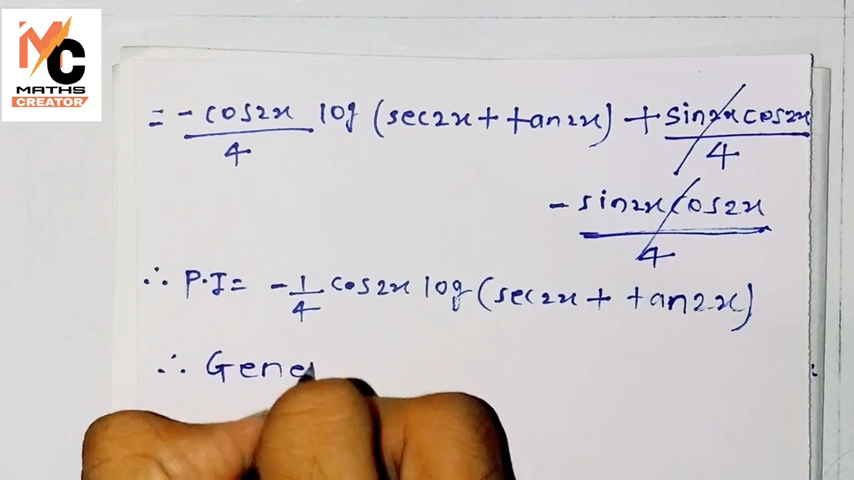 MC
MATHS
CREATOR
= -cos2x/4 log (sec2x + tan2x) + sin2x cos2x/4
- sin2x cos2x/4
∴ P.I = -1/4 cos2x log (sec2x + tan2x)
∴ Gene